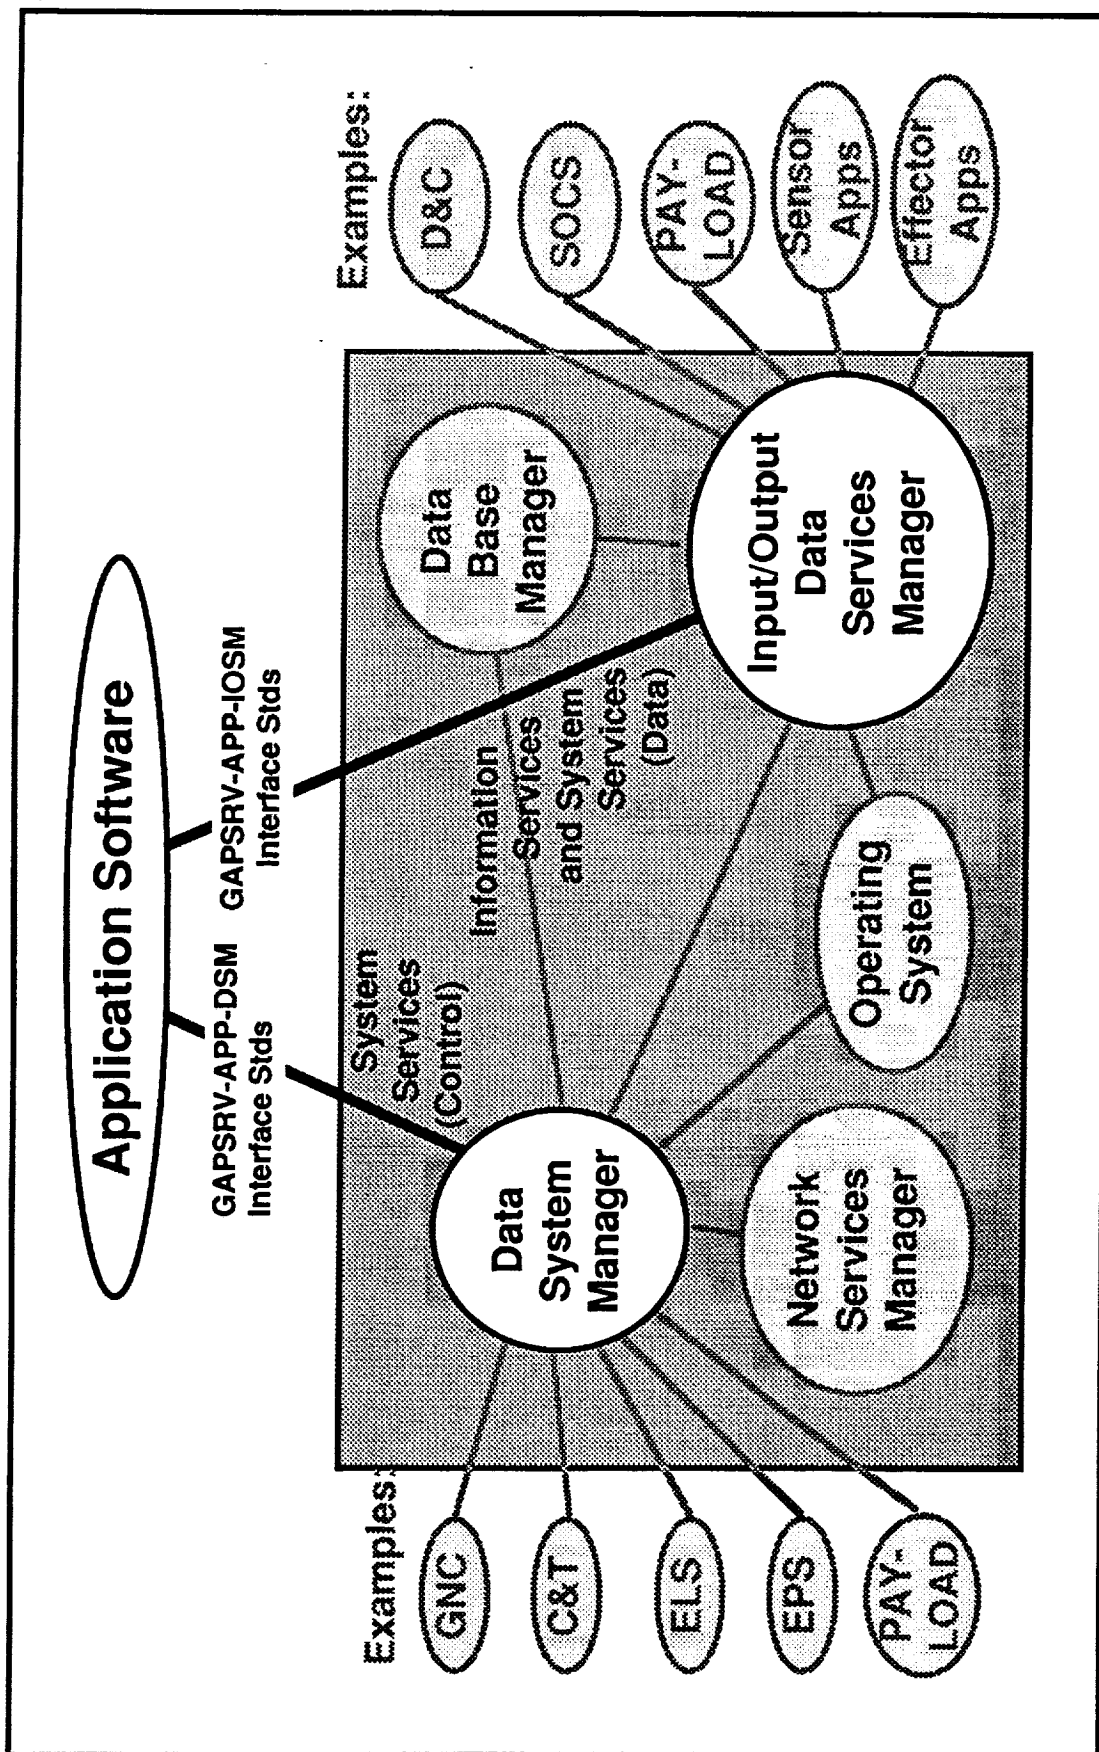 Application Software
GAPSRV-APP-DSM
Interface Stds
GAPSRV-APP-IOSM
Interface Stds
Examples:
GNC
C&T
ELS
EPS
PAY-
LOAD
System
Services
(Control)
Information
Services
and System
Services
(Data)
Data
System
Manager
Data
Base
Manager
Network
Services
Manager
Operating
System
Input/Output
Data
Services
Manager
Examples:
D&C
SOCS
PAY-
LOAD
Sensor
Apps
Effector
Apps